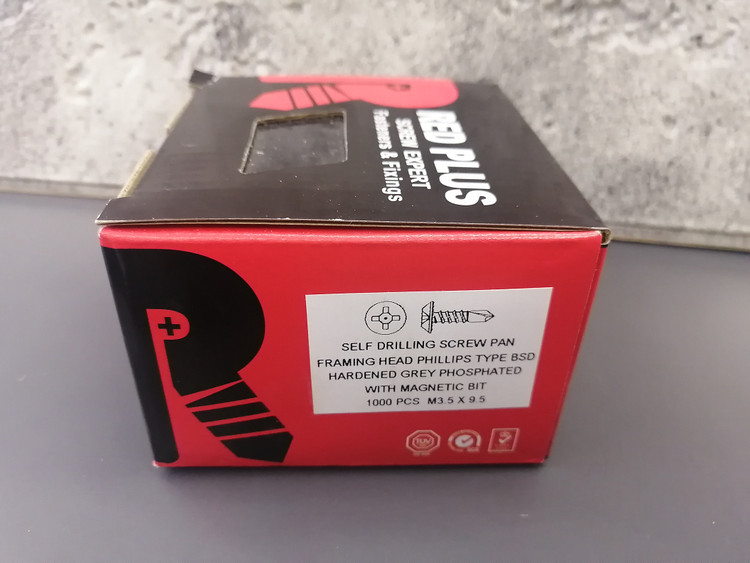 RED PLUS
SCREW EXPERT
Fasteners & Fixings
SELF DRILLING SCREW PAN
FRAMING HEAD PHILLIPS TYPE BSD
HARDENED GREY PHOSPHATED
WITH MAGNETIC BIT
1000 PCS M3.5 X 9.5
TUV